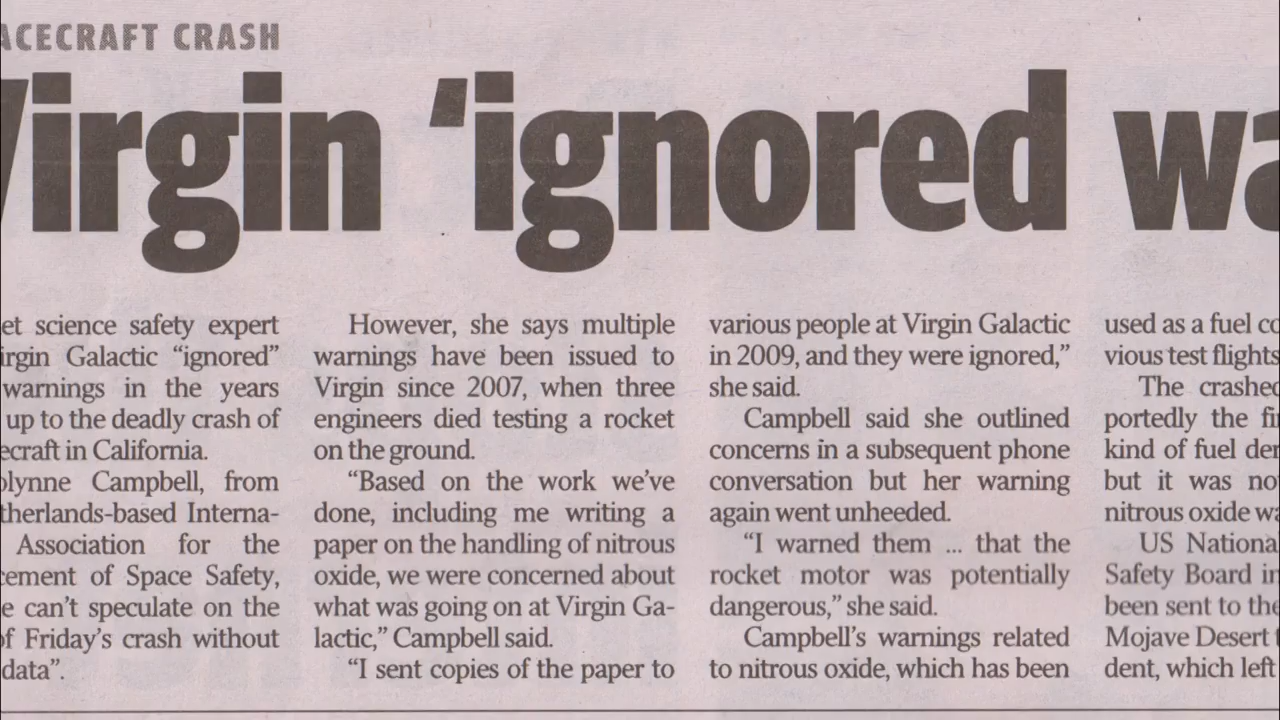 ACECRAFT CRASH
Virgin ‘ignored wa
et science safety expert
irgin Galactic “ignored”
warnings in the years
up to the deadly crash of
ecraft in California.
olynne Campbell, from
therlands-based Interna-
Association for the
cement of Space Safety,
e can’t speculate on the
of Friday’s crash without
data”.
However, she says multiple
warnings have been issued to
Virgin since 2007, when three
engineers died testing a rocket
on the ground.
“Based on the work we’ve
done, including me writing a
paper on the handling of nitrous
oxide, we were concerned about
what was going on at Virgin Ga-
lactic,” Campbell said.
“I sent copies of the paper to
various people at Virgin Galactic
in 2009, and they were ignored,”
she said.
Campbell said she outlined
concerns in a subsequent phone
conversation but her warning
again went unheeded.
“I warned them ... that the
rocket motor was potentially
dangerous,” she said.
Campbell’s warnings related
to nitrous oxide, which has been
used as a fuel co
vious test flights
The crashed
portedly the fi
kind of fuel der
but it was no
nitrous oxide wa
US National
Safety Board in
been sent to the
Mojave Desert
dent, which left